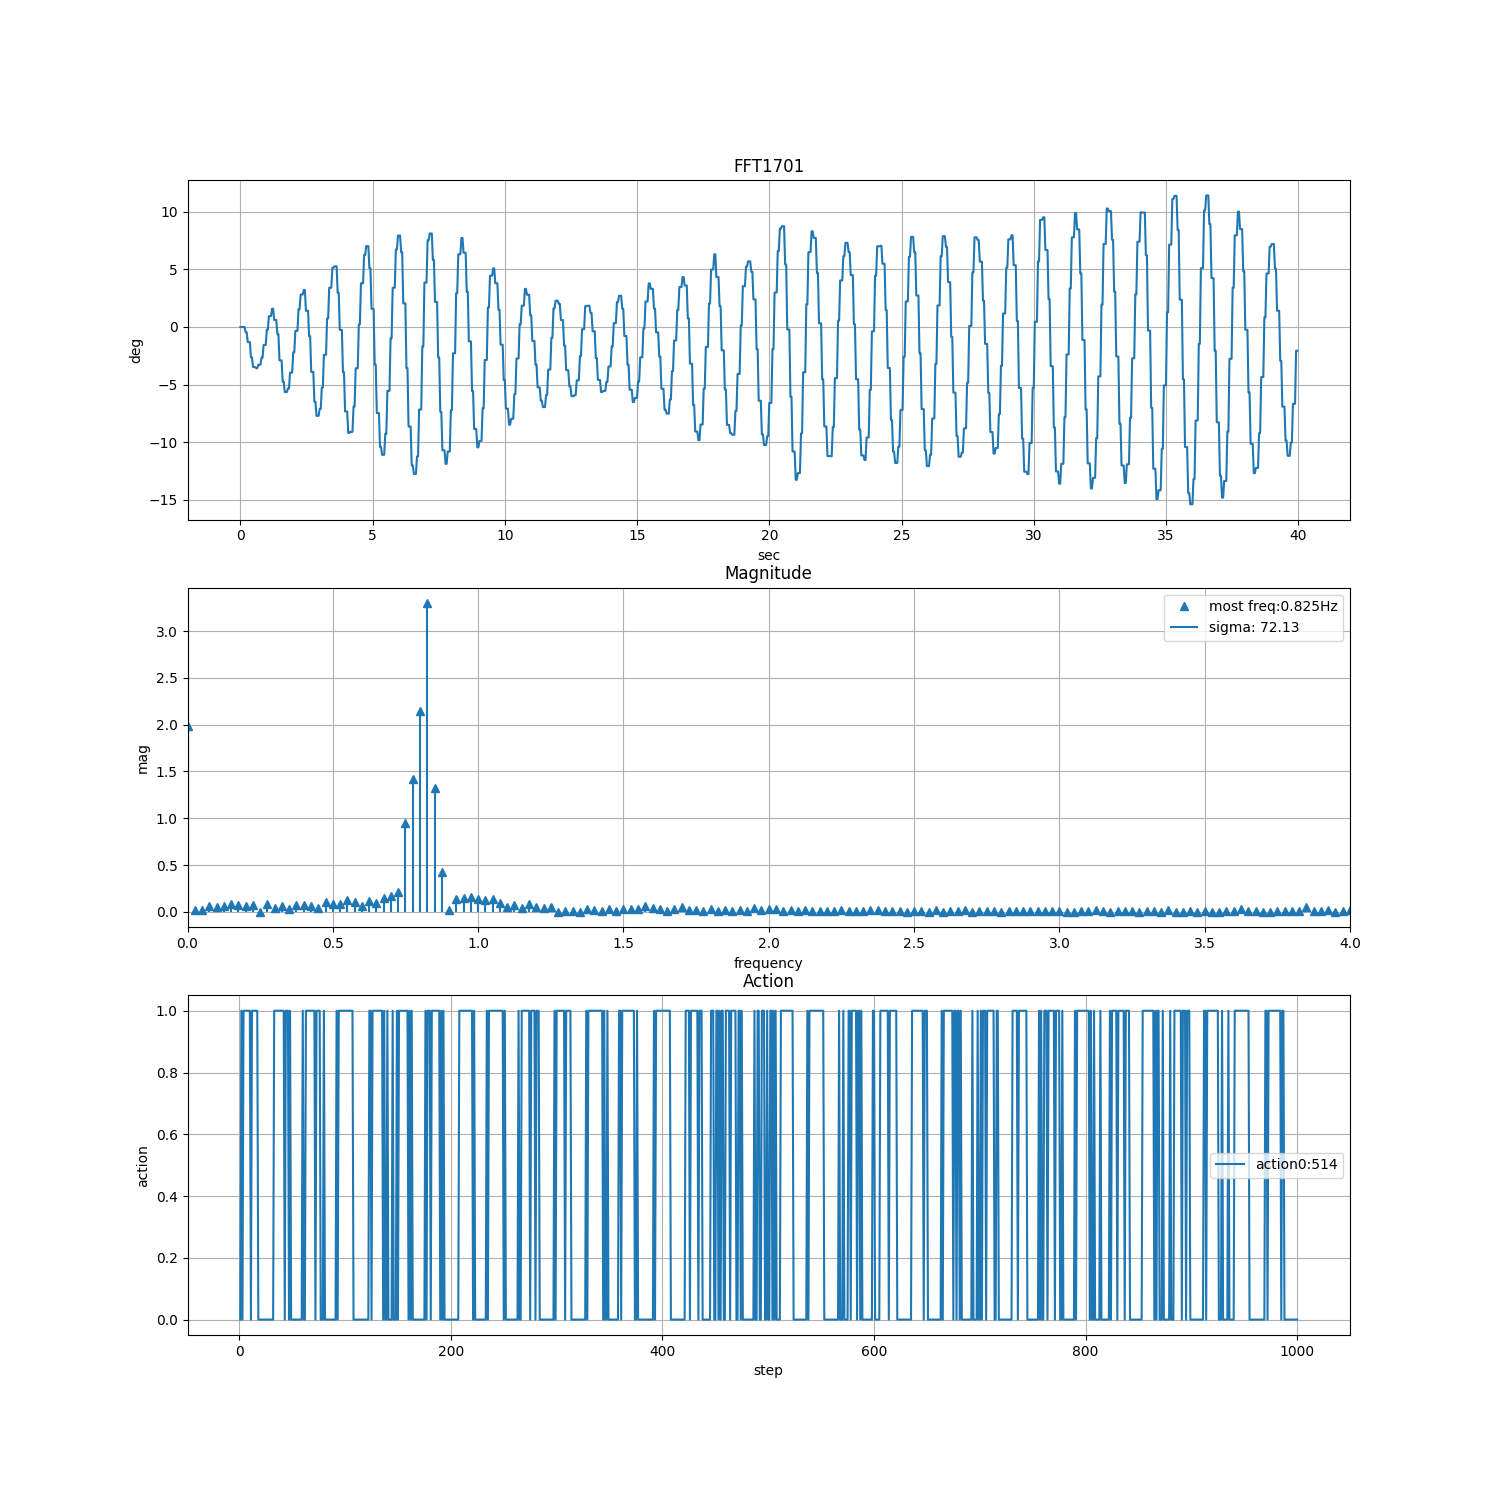 FFT1701
10
5
0
−5
−10
−15
deg
0 5 10 15 20 25 30 35 40
sec
Magnitude
most freq:0.825Hz
sigma: 72.13
3.0
2.5
2.0
1.5
1.0
0.5
0.0
mag
0.0 0.5 1.0 1.5 2.0 2.5 3.0 3.5 4.0
frequency
Action
1.0
0.8
0.6
0.4
0.2
0.0
action
action0:514
0 200 400 600 800 1000
step